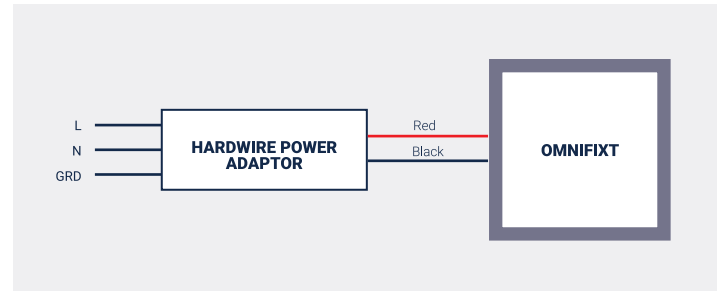 L
N
GRD
HARDWIRE POWER
ADAPTOR
Red
Black
OMNIFIXT